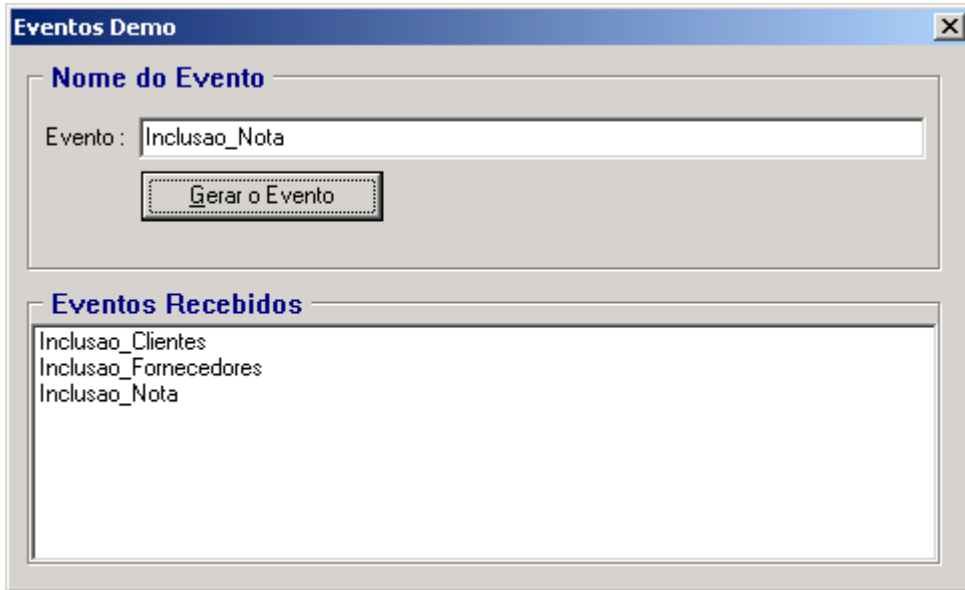 Eventos Demo
Nome do Evento
Evento : Inclusao_Nota
Gerar o Evento
Eventos Recebidos
Inclusao_Clientes
Inclusao_Fornecedores
Inclusao_Nota